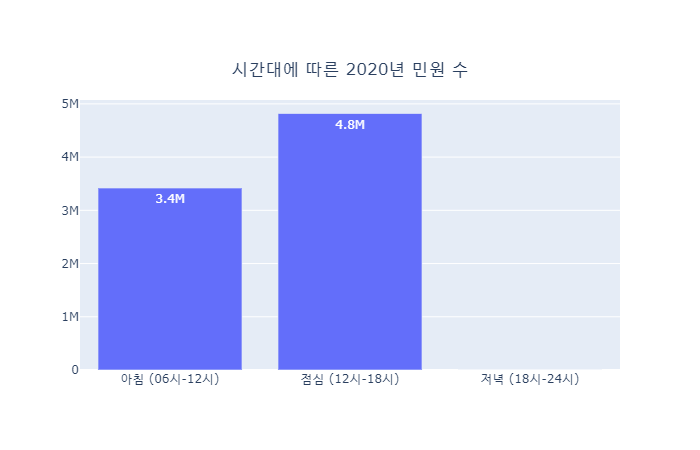 시간대에 따른 2020년 민원 수
5M
4M
3M
2M
1M
0
3.4M
4.8M
아침 (06시-12시)
점심 (12시-18시)
저녁 (18시-24시)